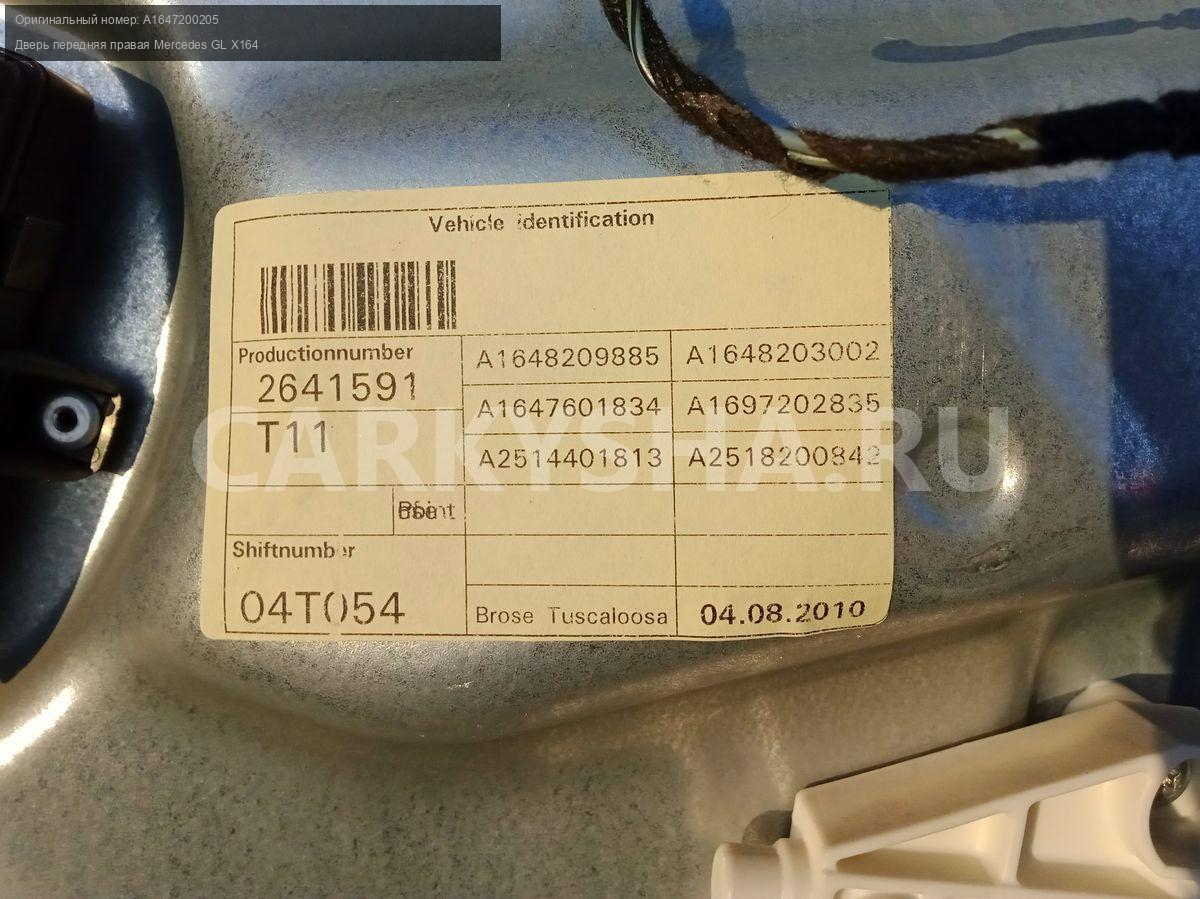 Оригинальный номер: A1647200205
Дверь передняя правая Mercedes GL X164
Vehicle identification
Productionnumber
2641591
T11
A1648209885 A1648203002
A1647601834 A1697202835
A2514401813 A2518200842
CARKYSHA.RU
Shiftnumber
04T054
Brose Tuscaloosa 04.08.2010